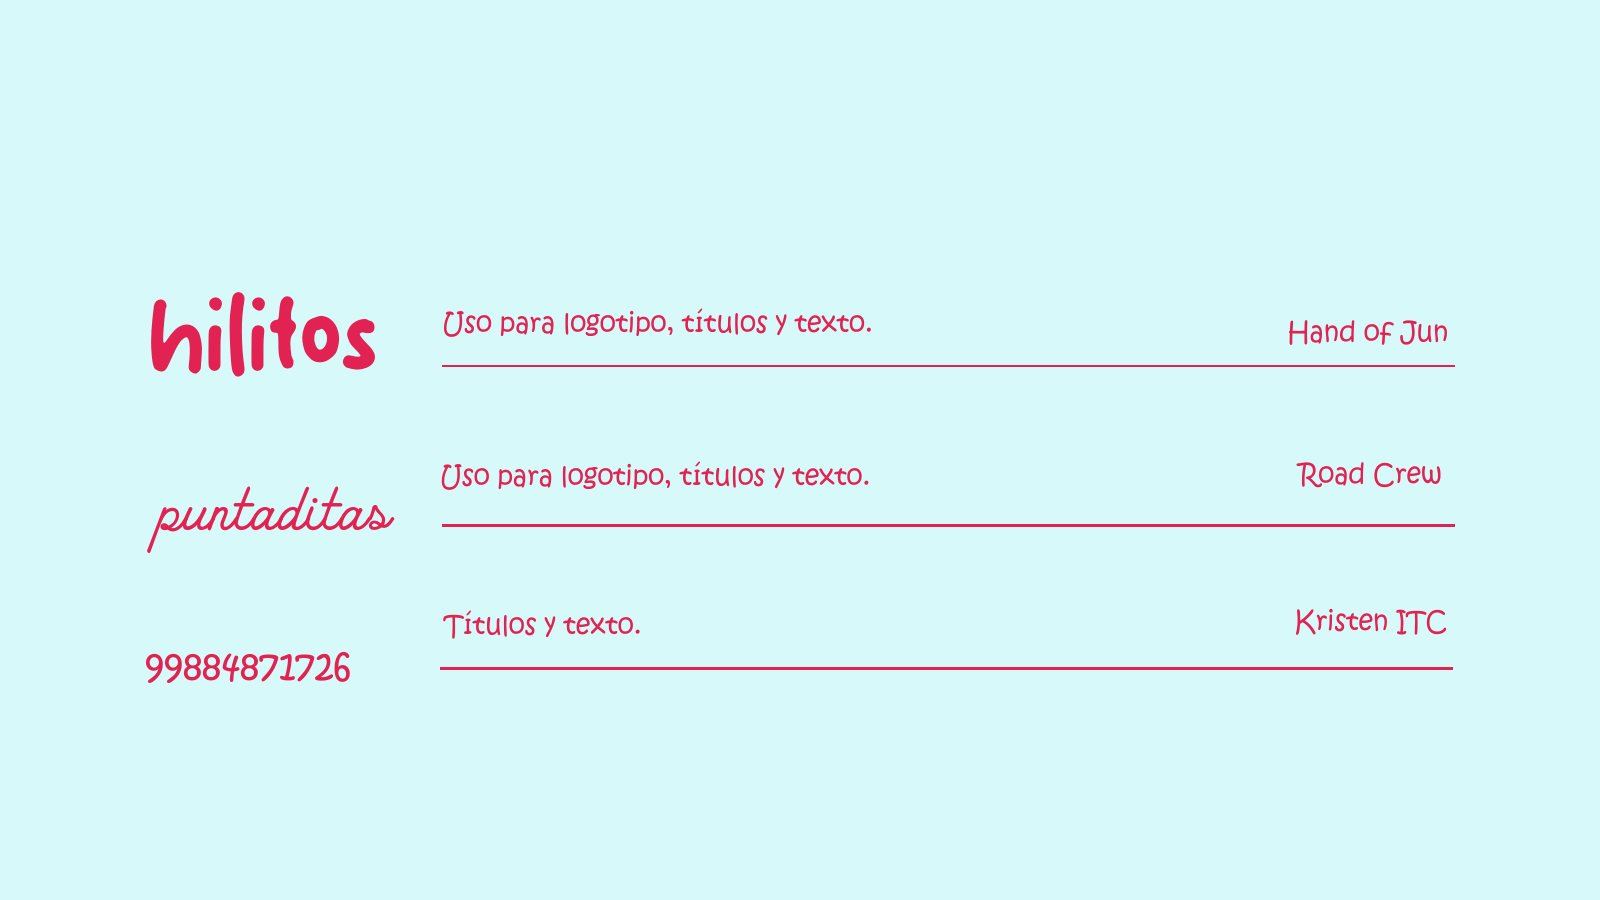 hilitos
Uso para logotipo, títulos y texto.
Hand of Jun
puntaditas
Uso para logotipo, títulos y texto.
Road Crew
99884871726
Títulos y texto.
Kristen ITC